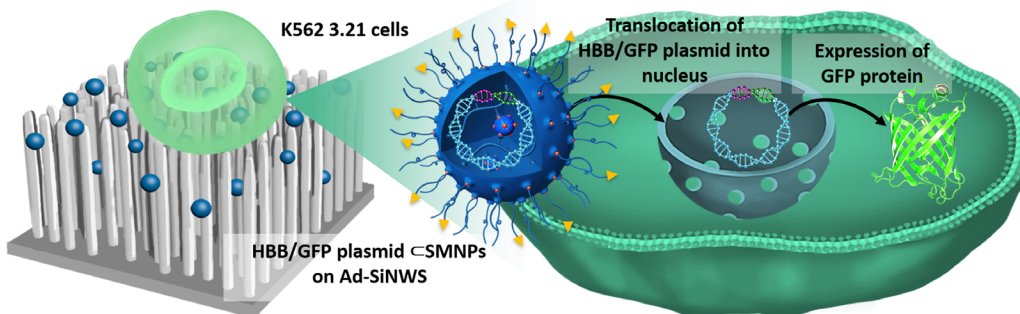 K562 3.21 cells
HBB/GFP plasmid ⊂SMNPs
on Ad-SiNWS
Translocation of
HBB/GFP plasmid into
nucleus
Expression of
GFP protein